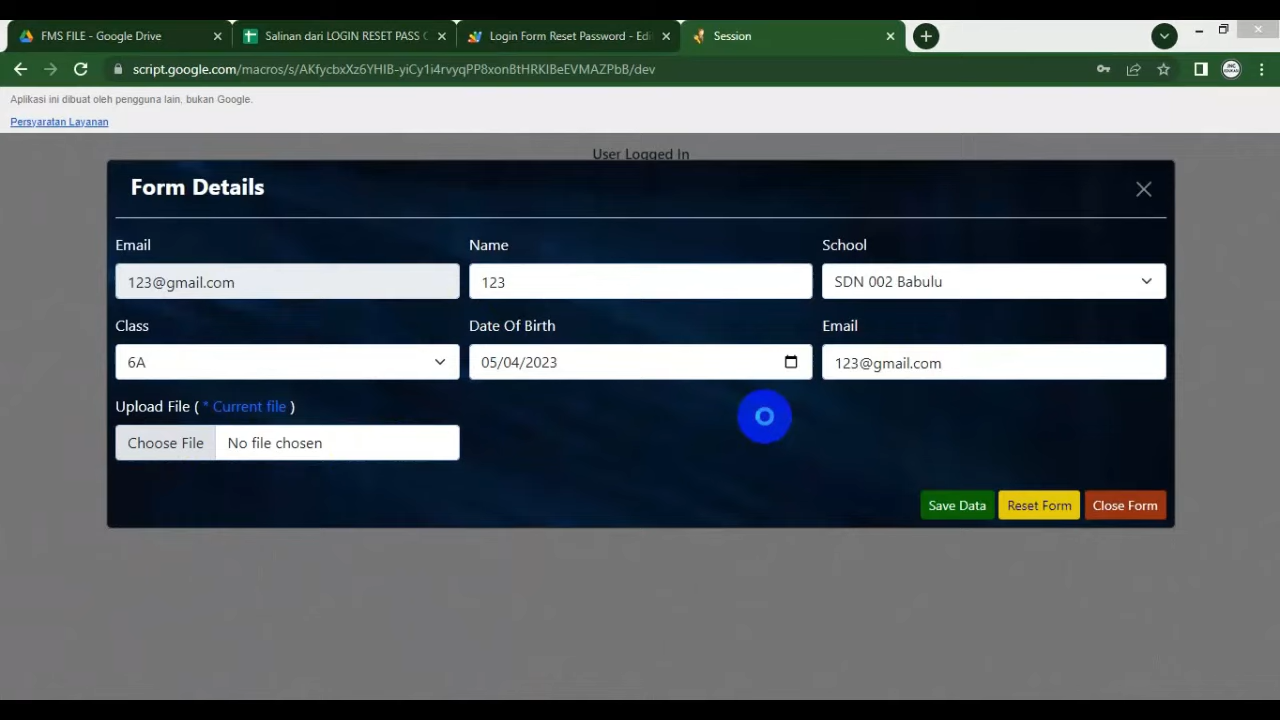 FMS FILE - Google Drive
Salinan dari LOGIN RESET PASS
Login Form Reset Password - Edi
Session
script.google.com/macros/s/AKfycbxXz6YHIB-yiCy1i4rvyqPP8xonBtHRKIBeEVMAZPbB/dev
Aplikasi ini dibuat oleh pengguna lain, bukan Google.
Persyaratan Layanan
User Logged In
Form Details
Email
Name
School
123@gmail.com
123
SDN 002 Babulu
Class
Date Of Birth
Email
6A
05/04/2023
123@gmail.com
Upload File ( * Current file )
Choose File
No file chosen
Save Data
Reset Form
Close Form